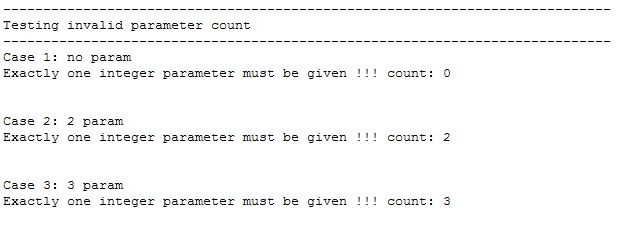 ----------------------------------------------------------------------------
Testing invalid parameter count
----------------------------------------------------------------------------
Case 1: no param
Exactly one integer parameter must be given !!! count: 0
Case 2: 2 param
Exactly one integer parameter must be given !!! count: 2
Case 3: 3 param
Exactly one integer parameter must be given !!! count: 3